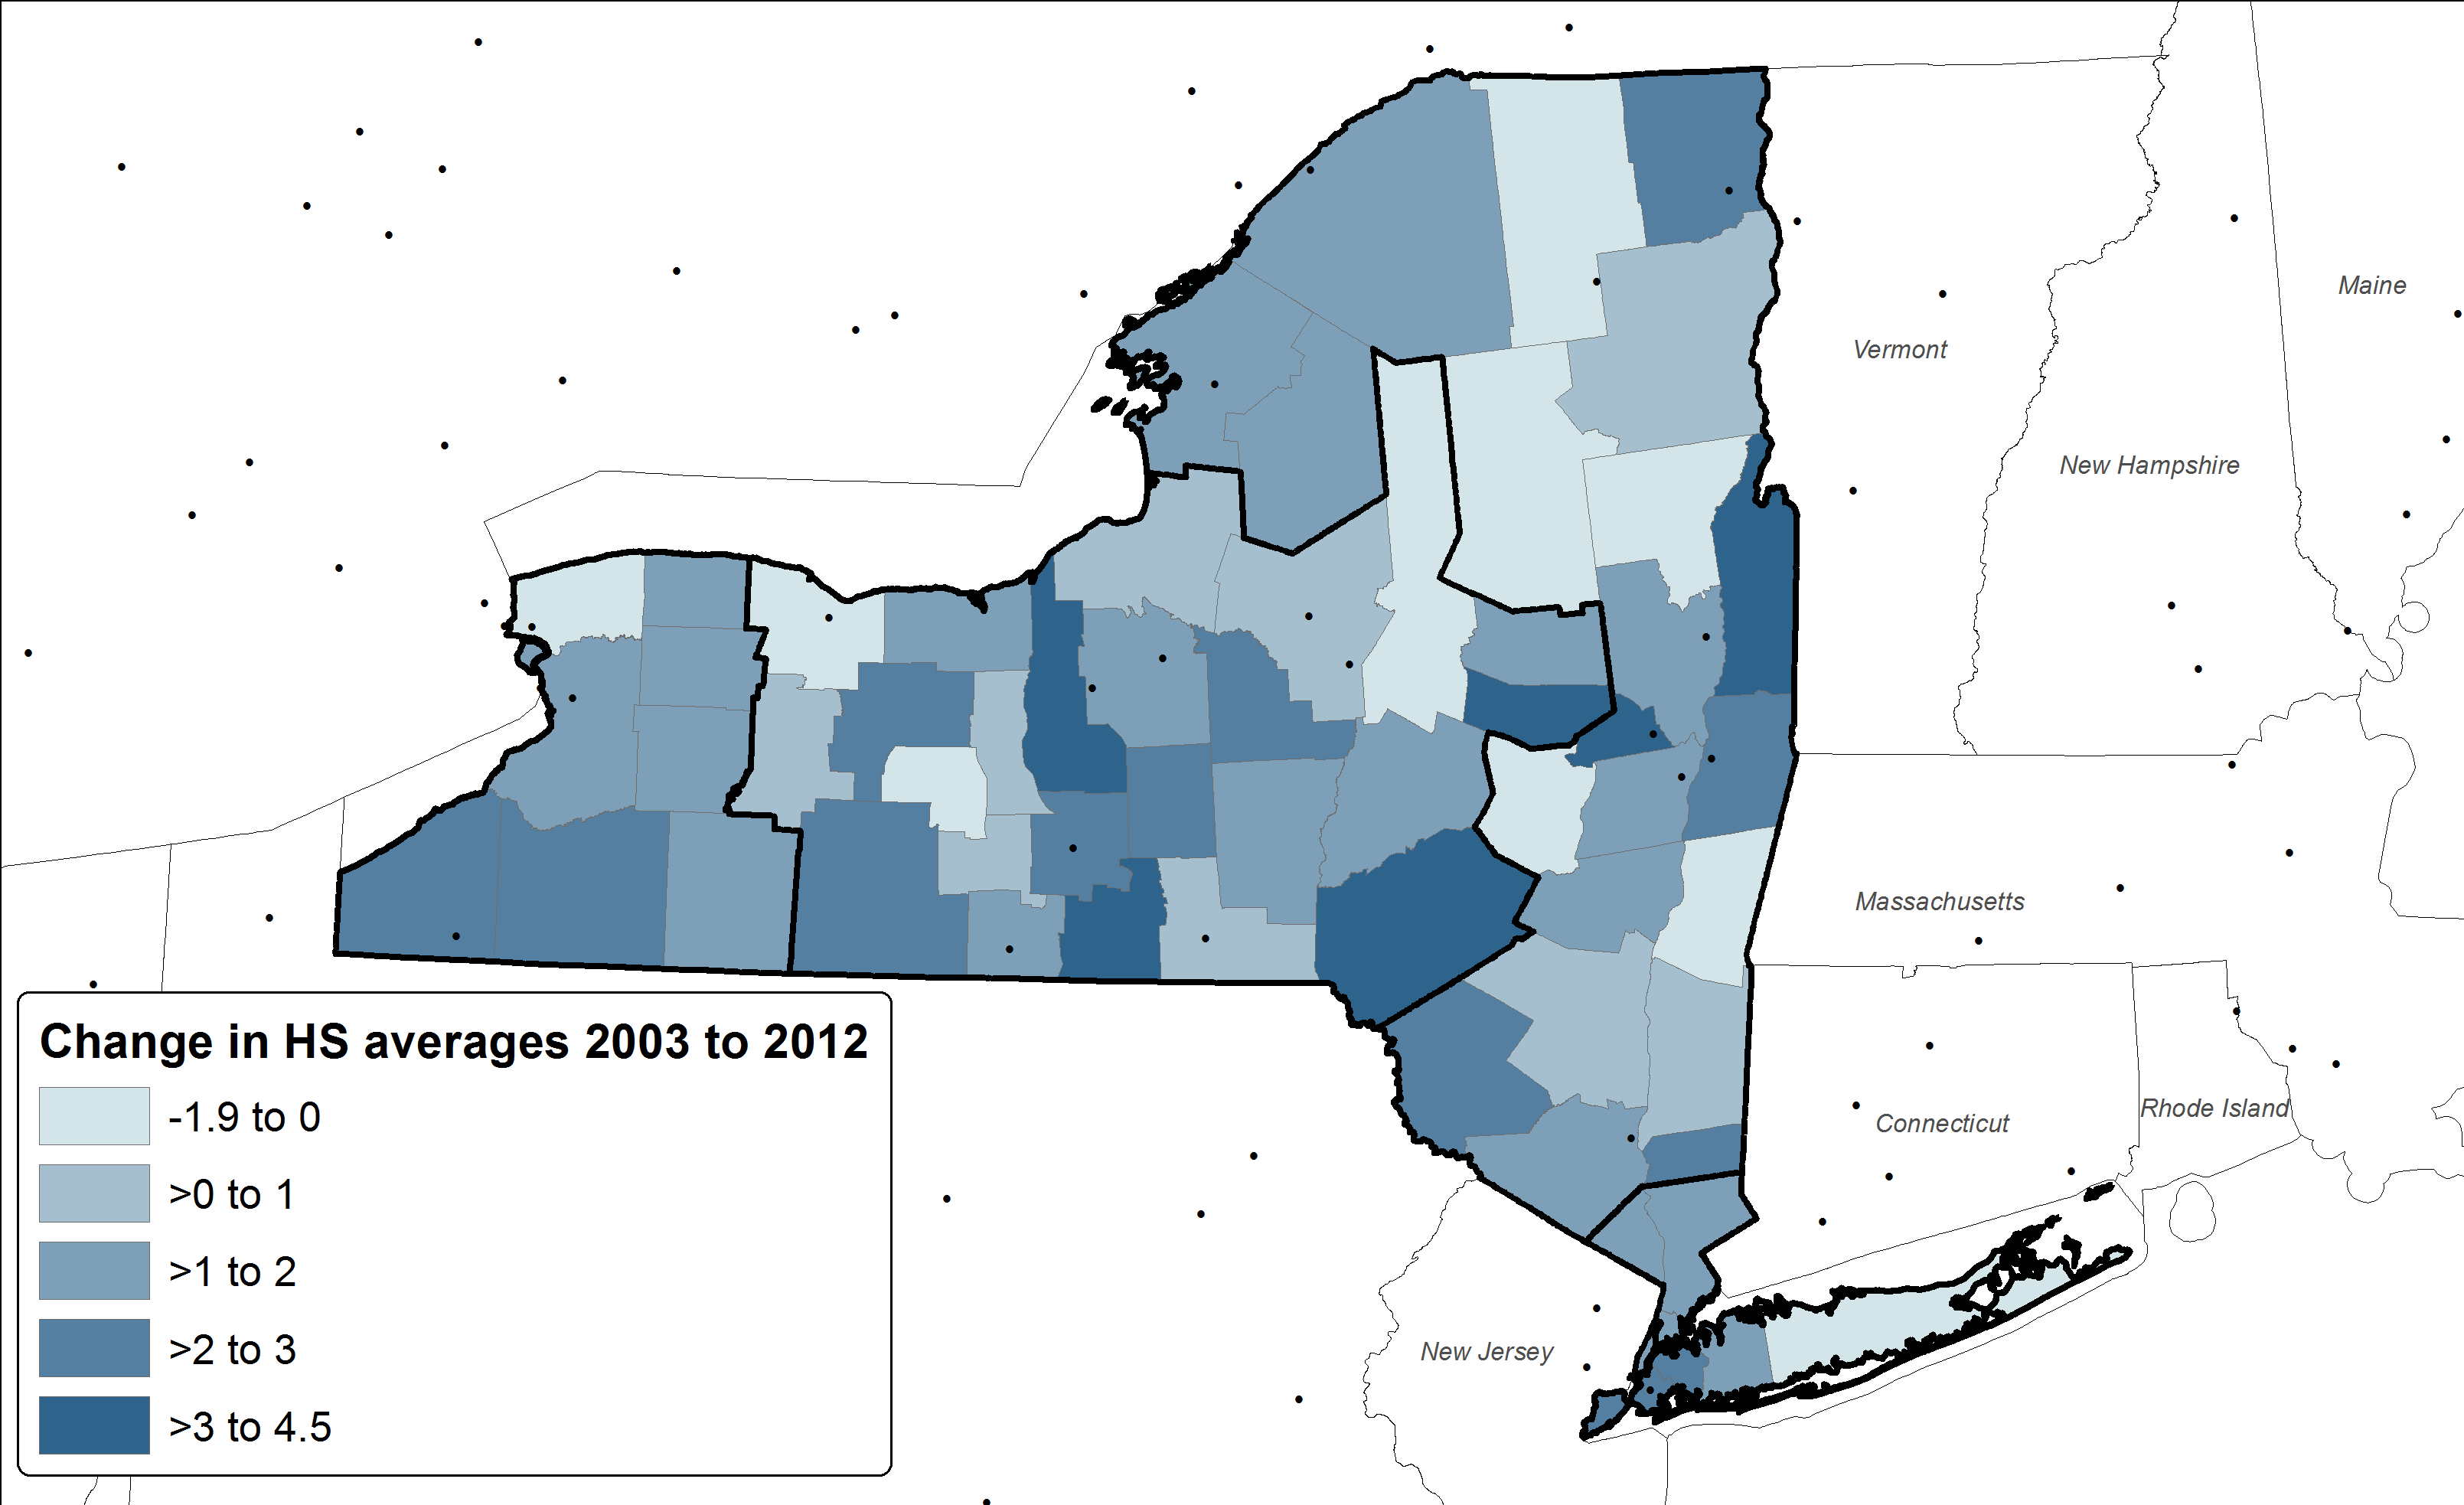 Maine
Vermont
New Hampshire
Massachusetts
Connecticut
Rhode Island
New Jersey
Change in HS averages 2003 to 2012
-1.9 to 0
>0 to 1
>1 to 2
>2 to 3
>3 to 4.5